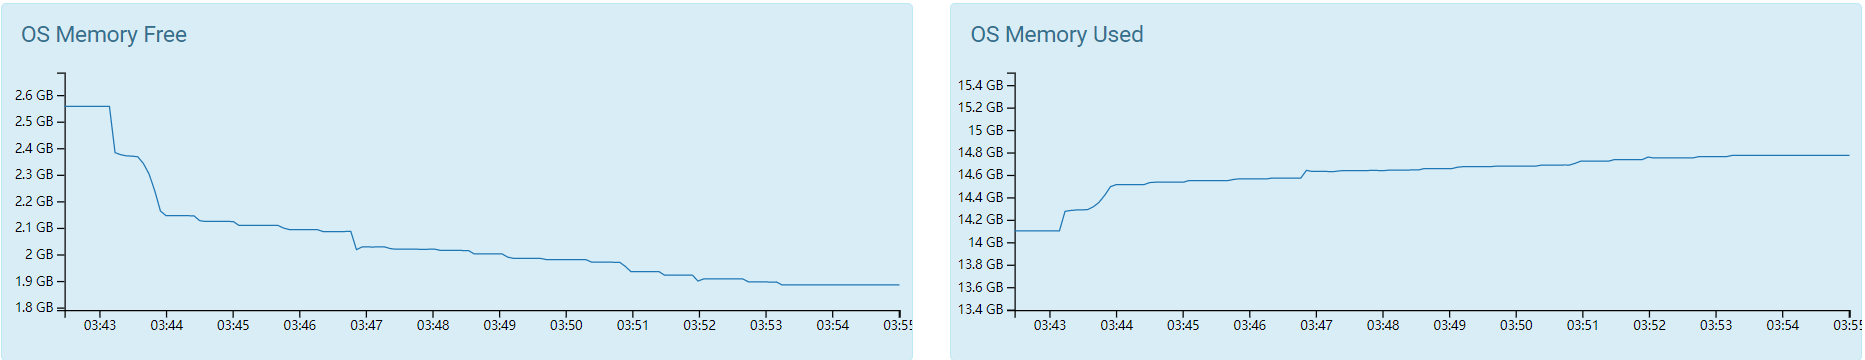 OS Memory Free
2.6 GB
2.5 GB
2.4 GB
2.3 GB
2.2 GB
2.1 GB
2 GB
1.9 GB
1.8 GB
03:43 03:44 03:45 03:46 03:47 03:48 03:49 03:50 03:51 03:52 03:53 03:54 03:55
OS Memory Used
15.4 GB
15.2 GB
15 GB
14.8 GB
14.6 GB
14.4 GB
14.2 GB
14 GB
13.8 GB
13.6 GB
13.4 GB
03:43 03:44 03:45 03:46 03:47 03:48 03:49 03:50 03:51 03:52 03:53 03:54 03:55